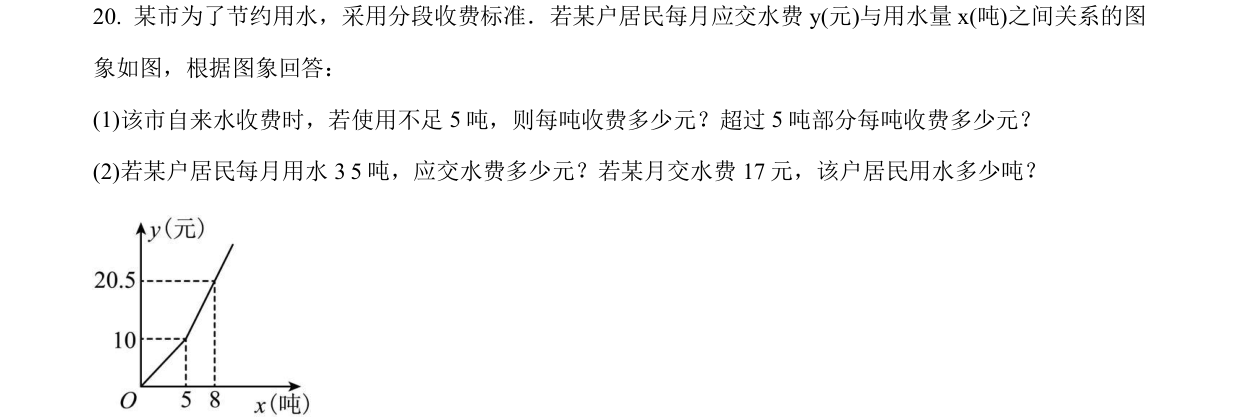 20. 某市为了节约用水，采用分段收费标准．若某户居民每月应交水费 y(元)与用水量 x(吨)之间关系的图
象如图，根据图象回答：
(1)该市自来水收费时，若使用不足 5 吨，则每吨收费多少元？超过 5 吨部分每吨收费多少元？
(2)若某户居民每月用水 3 5 吨，应交水费多少元？若某月交水费 17 元，该户居民用水多少吨？
y(元)
20.5
10
O 5 8 x(吨)